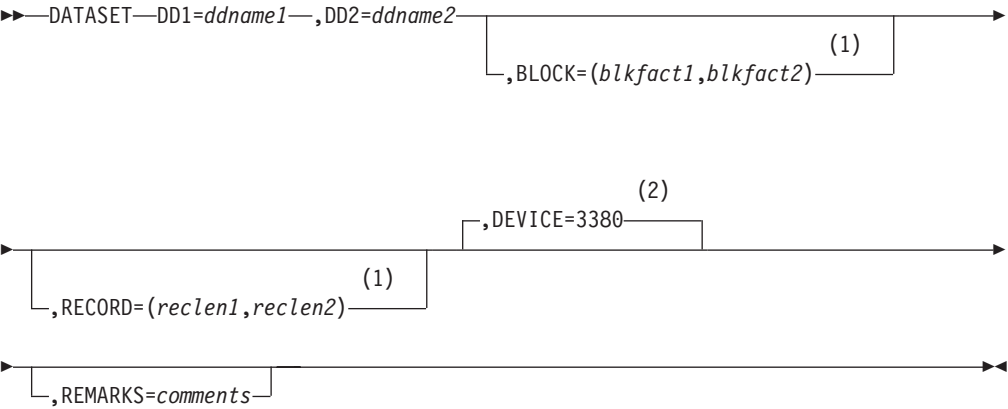 DATASET DD1=ddname1 ,DD2=ddname2
(1)
,BLOCK=(blkfact1,blkfact2)
(2)
,DEVICE=3380
(1)
,RECORD=(reclen1,reclen2)
,REMARKS=comments